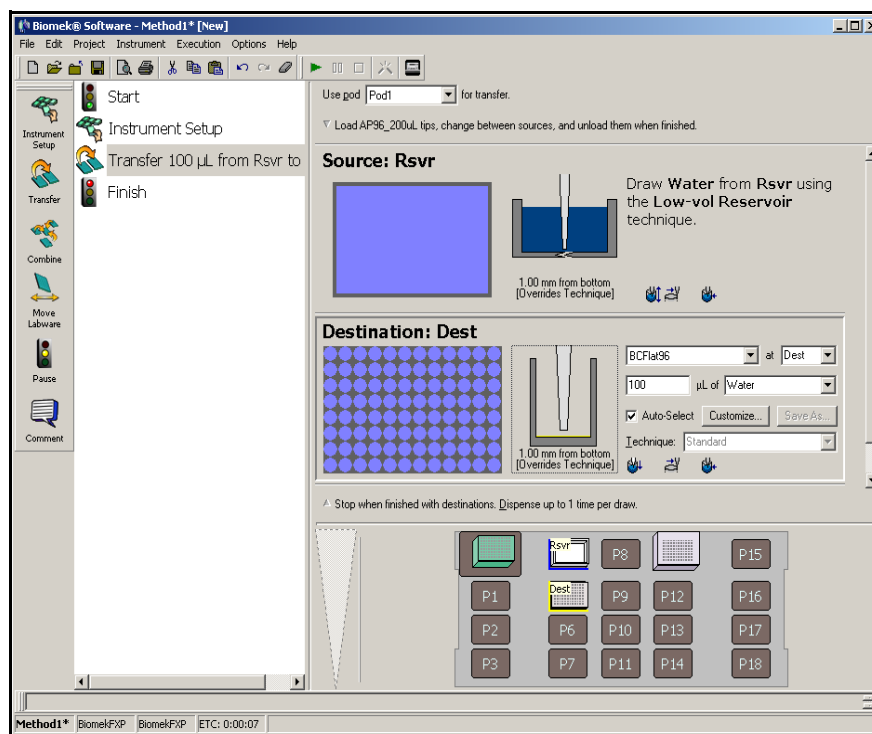 Biomek® Software - Method1* [New]
File Edit Project Instrument Execution Options Help
Instrument
Setup
Transfer
Combine
Move
Labware
Pause
Comment
Start
Instrument Setup
Transfer 100 µL from Rsvr to
Finish
Use pod Pod1 for transfer.
Load AP96_200uL tips, change between sources, and unload them when finished.
Source: Rsvr
Draw Water from Rsvr using
the Low-vol Reservoir
technique.
1.00 mm from bottom
[Overrides Technique]
Destination: Dest
BCFlat96 at Dest
100 µL of Water
Auto-Select Customize... Save As...
Technique: Standard
1.00 mm from bottom
[Overrides Technique]
Stop when finished with destinations. Dispense up to 1 time per draw.
Rsvr P8 P15
P1 Dest P9 P12 P16
P2 P6 P10 P13 P17
P3 P7 P11 P14 P18
Method1* BiomekFXP BiomekFXP ETC: 0:00:07